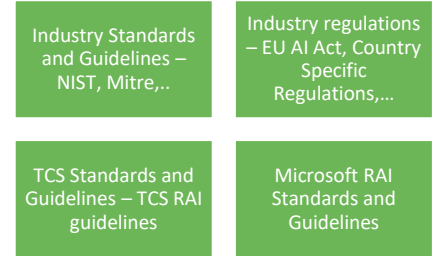 Industry Standards
and Guidelines –
NIST, Mitre,..
Industry regulations
– EU AI Act, Country
Specific
Regulations,...
TCS Standards and
Guidelines – TCS RAI
guidelines
Microsoft RAI
Standards and
Guidelines